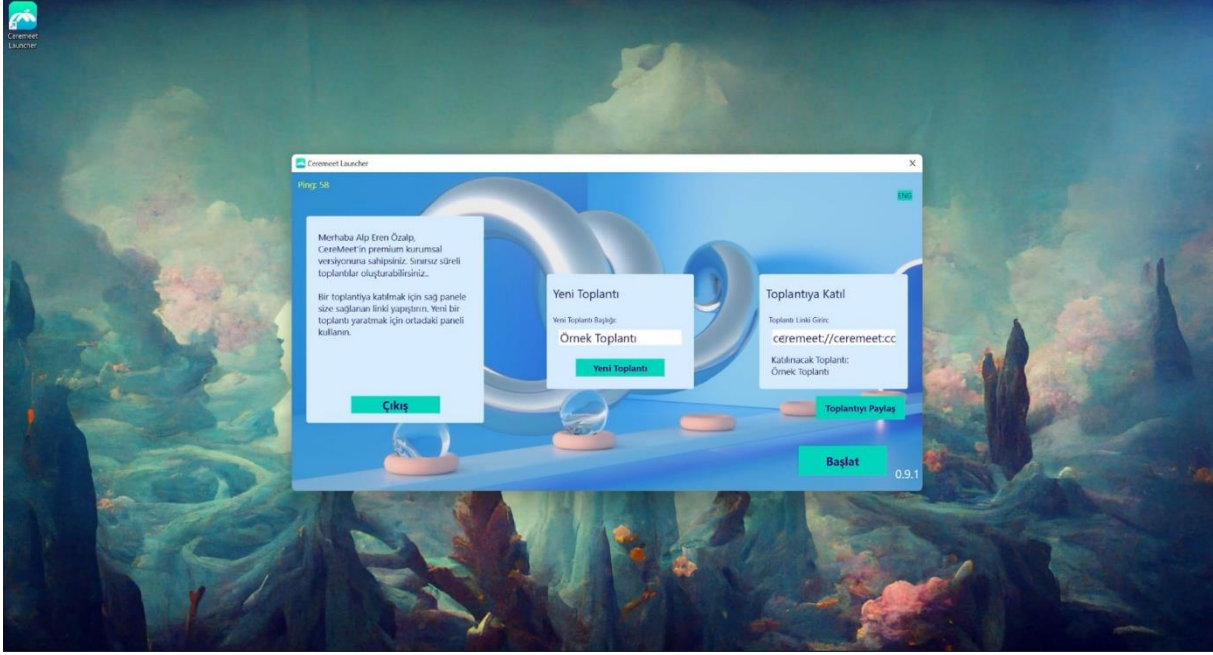 Ceremeet
Launcher
Ceremeet Launcher
X
Ping: 58
ENG
Merhaba Alp Eren Özalp,
CereMeet'in premium kurumsal
versiyonuna sahipsiniz. Sınırsız süreli
toplantılar oluşturabilirsiniz..
Bir toplantiya katılmak için sağ panele
size sağlanan linki yapıştırın. Yeni bir
toplantı yaratmak için ortadaki paneli
kullanın.
Çıkış
Yeni Toplantı
Yeni Toplantı Başlığı:
Örnek Toplantı
Yeni Toplantı
Toplantıya Katıl
Toplantı Linki Girin:
ceremeet://ceremeet:cc
Katılınacak Toplantı:
Örnek Toplantı
Toplantıyı Paylaş
Başlat
0.9.1